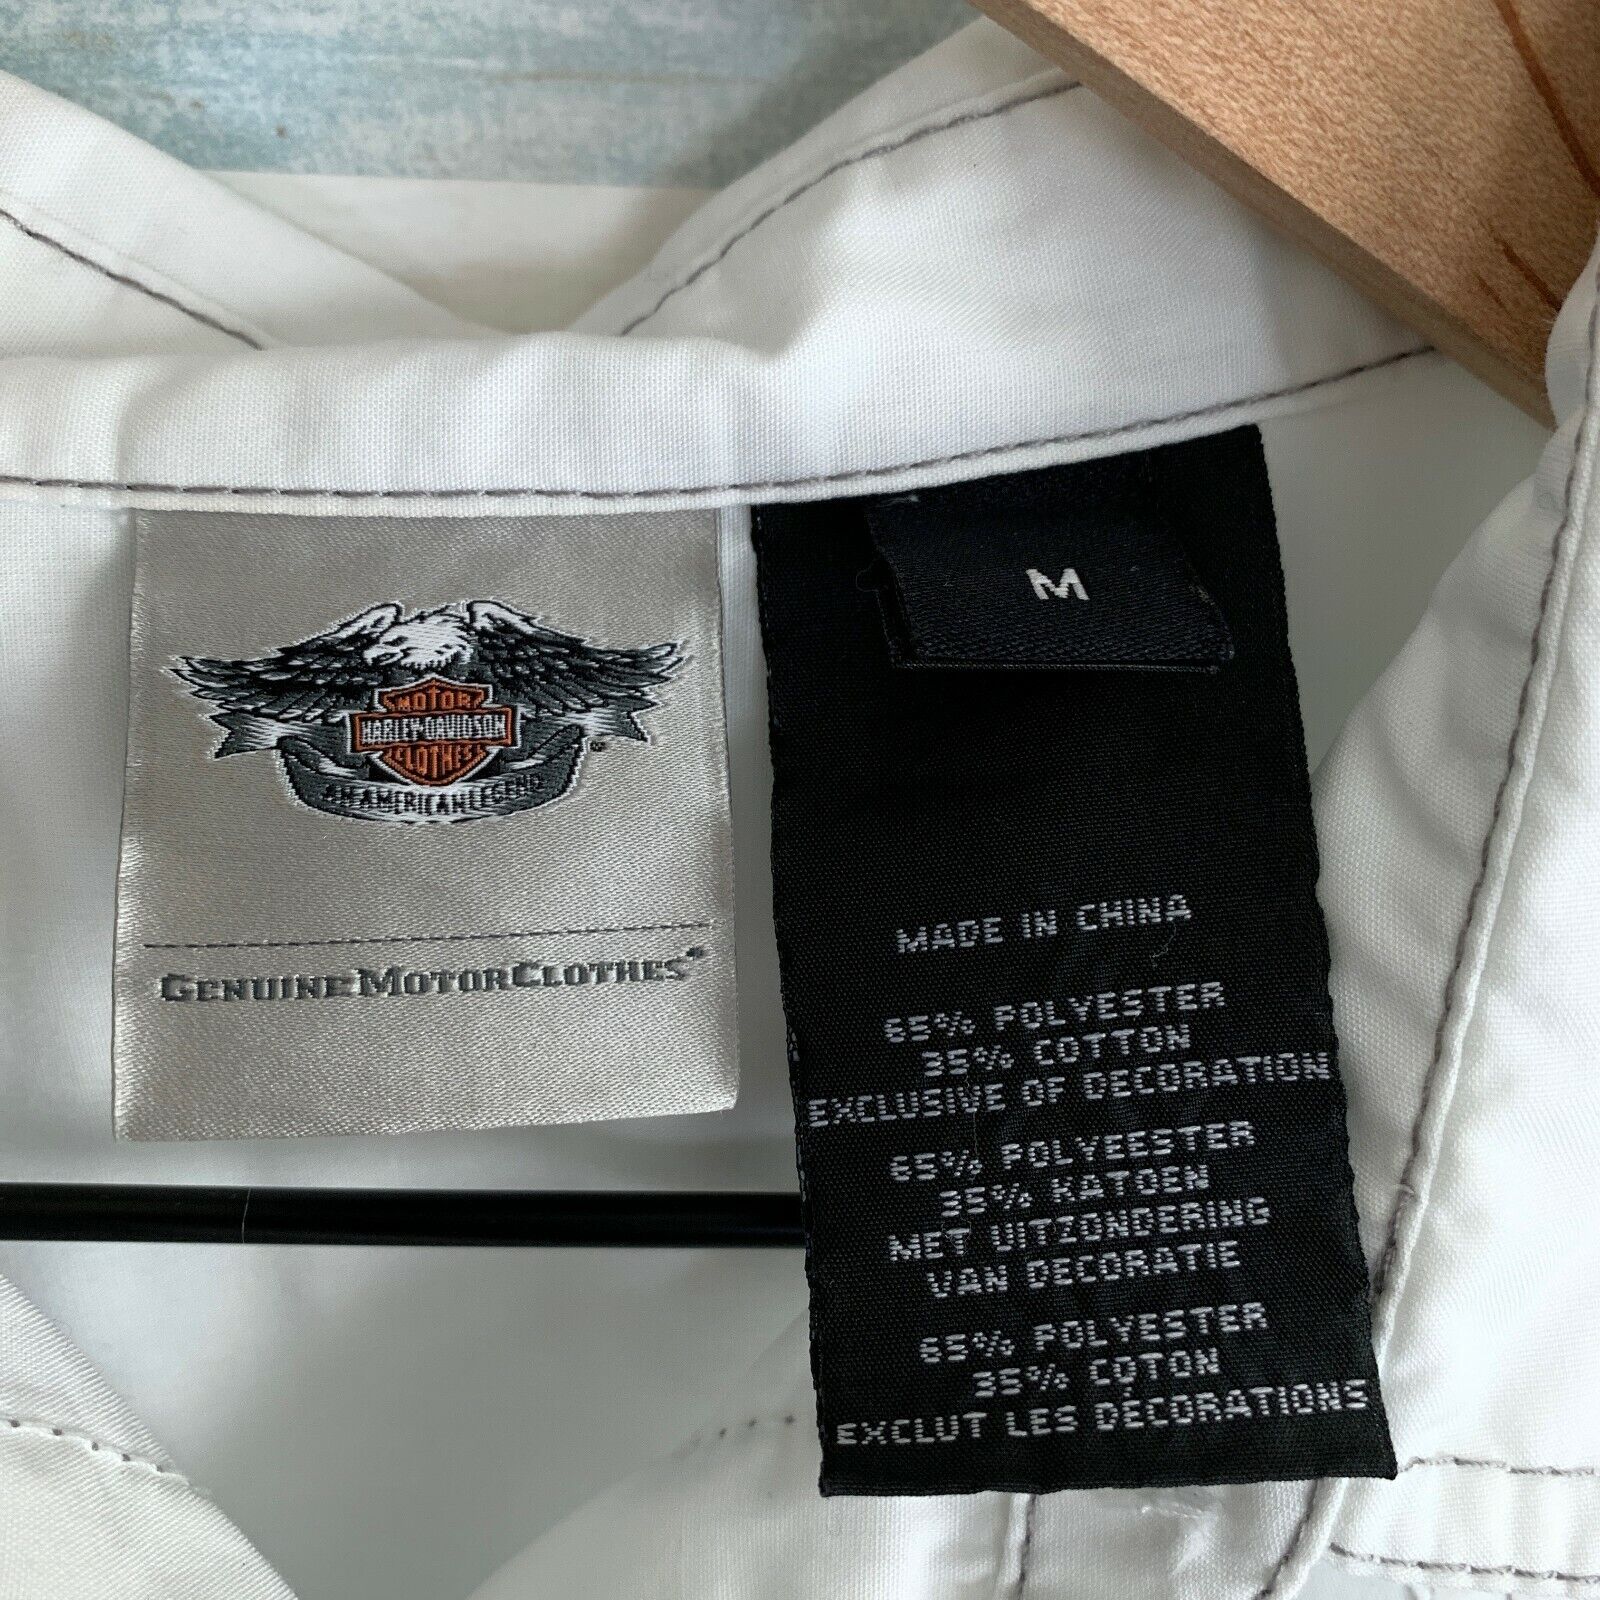 MOTOR
HARLEY-DAVIDSON
CLOTHES
AN AMERICAN LEGEND
®
GENUINE MOTORCLOTHES
M
MADE IN CHINA
65% POLYESTER
35% COTTON
EXCLUSIVE OF DECORATION
65% POLYEESTER
35% KATOEN
MET UITZONDERING
VAN DECORATIE
65% POLYESTER
35% COTON
EXCLUT LES DÉCORATIONS